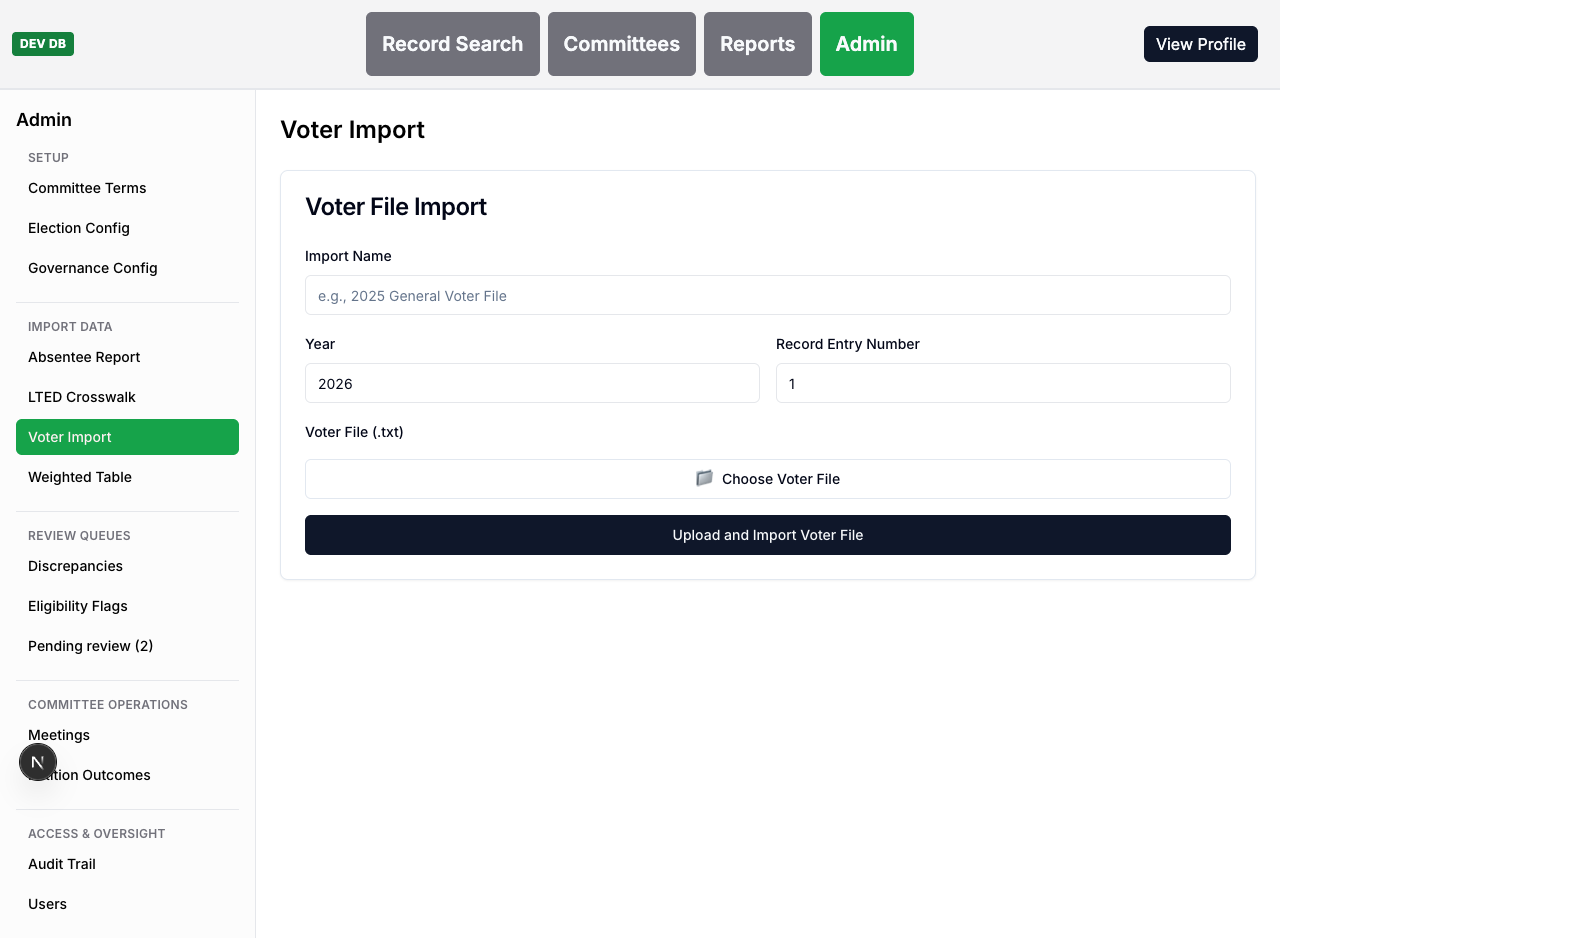 DEV DB
Record Search
Committees
Reports
Admin
View Profile
Admin
SETUP
Committee Terms
Election Config
Governance Config
IMPORT DATA
Absentee Report
LTED Crosswalk
Voter Import
Weighted Table
REVIEW QUEUES
Discrepancies
Eligibility Flags
Pending review (2)
COMMITTEE OPERATIONS
Meetings
Outcomes
ACCESS & OVERSIGHT
Audit Trail
Users
Voter Import
Voter File Import
Import Name
e.g., 2025 General Voter File
Year
Record Entry Number
2026
1
Voter File (.txt)
Choose Voter File
Upload and Import Voter File
N